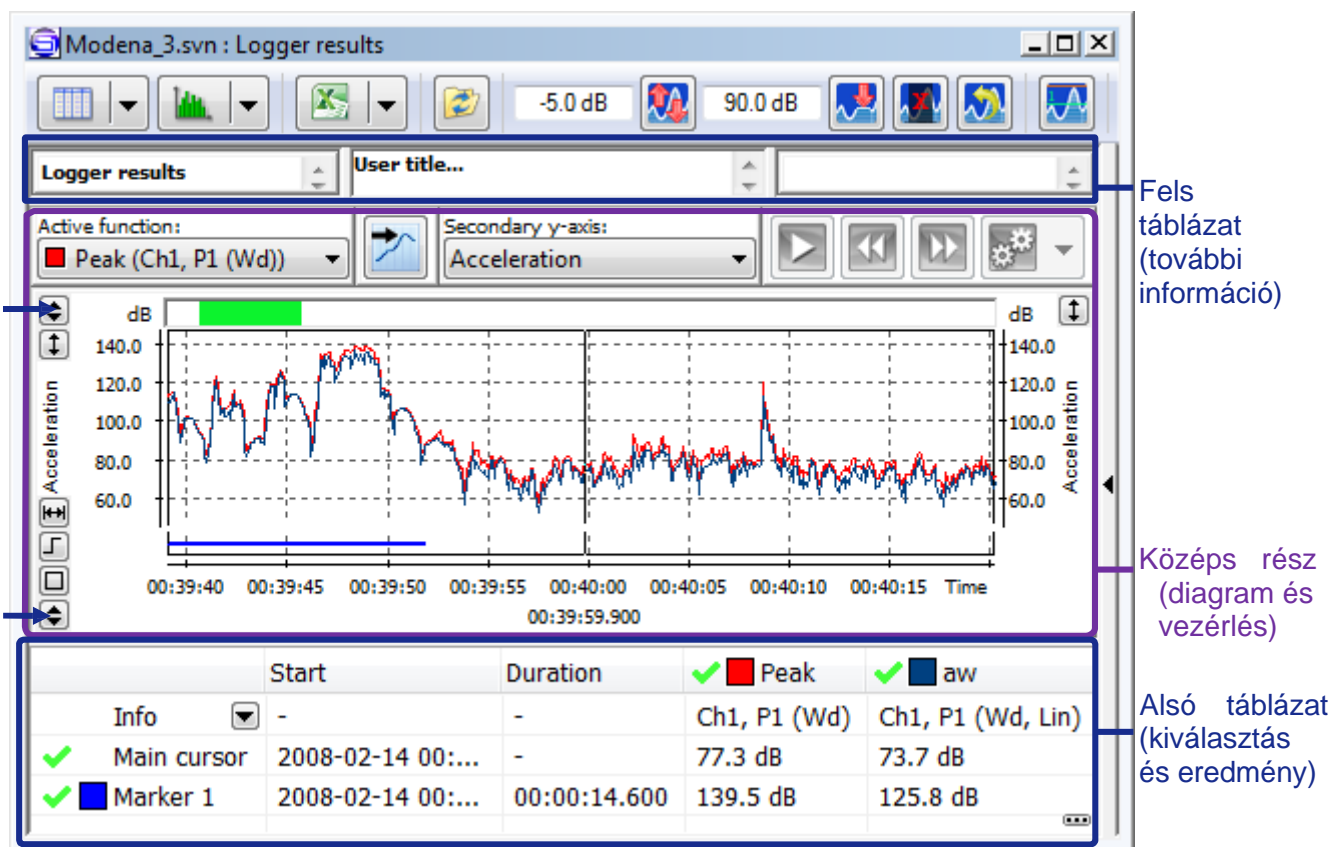 Modena_3.svn : Logger results
-5.0 dB 90.0 dB
Logger results User title...
Fels
táblázat
(további
információ)
Active function: Secondary y-axis:
Peak (Ch1, P1 (Wd)) Acceleration
dB dB
140.0 140.0
120.0 120.0
100.0 100.0
80.0 80.0
60.0 60.0
Acceleration Acceleration
00:39:40 00:39:45 00:39:50 00:39:55 00:40:00 00:40:05 00:40:10 00:40:15 Time
00:39:59.900
Középs rész
(diagram és
vezérlés)
Start Duration Peak aw
Info - - Ch1, P1 (Wd) Ch1, P1 (Wd, Lin)
Main cursor 2008-02-14 00:... - 77.3 dB 73.7 dB
Marker 1 2008-02-14 00:... 00:00:14.600 139.5 dB 125.8 dB
Alsó táblázat
(kiválasztás
és eredmény)